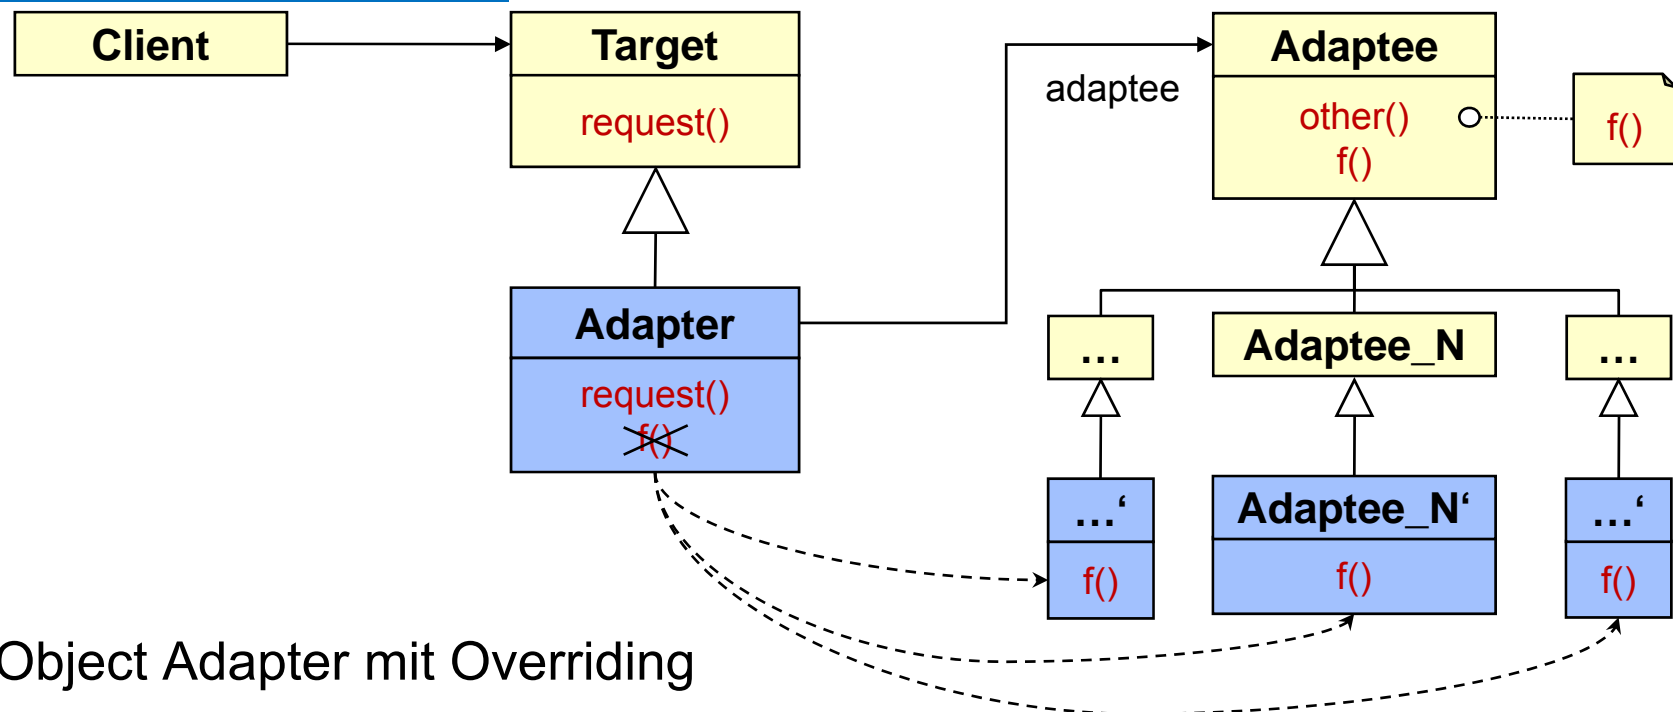 Client
Target
request()
adaptee
Adaptee
other()
f()
f()
Adapter
request()
f()
…
Adaptee_N
…
…‘
f()
Adaptee_N‘
f()
…‘
f()
Object Adapter mit Overriding